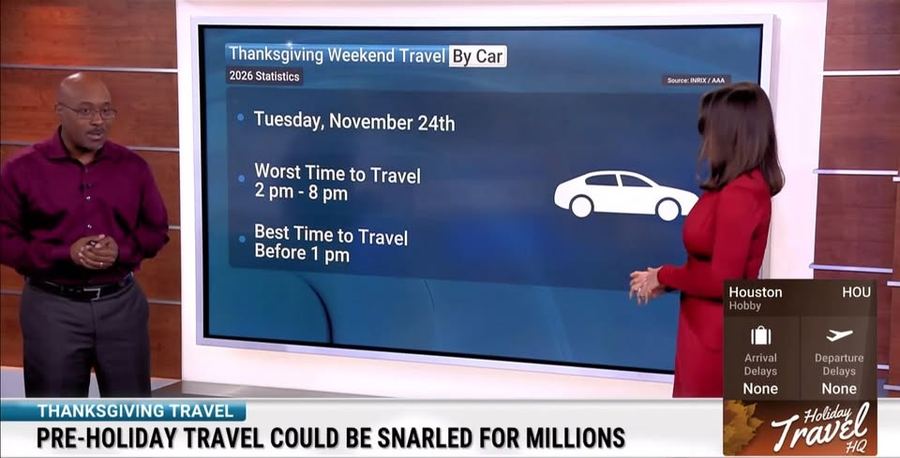 Thanksgiving Weekend Travel By Car
2026 Statistics
Source: INRIX / AAA
Tuesday, November 24th
Worst Time to Travel
2 pm - 8 pm
Best Time to Travel
Before 1 pm
Houston HOU
Hobby
Arrival Delays
None
Departure Delays
None
Holiday
Travel
HQ
THANKSGIVING TRAVEL
PRE-HOLIDAY TRAVEL COULD BE SNARLED FOR MILLIONS